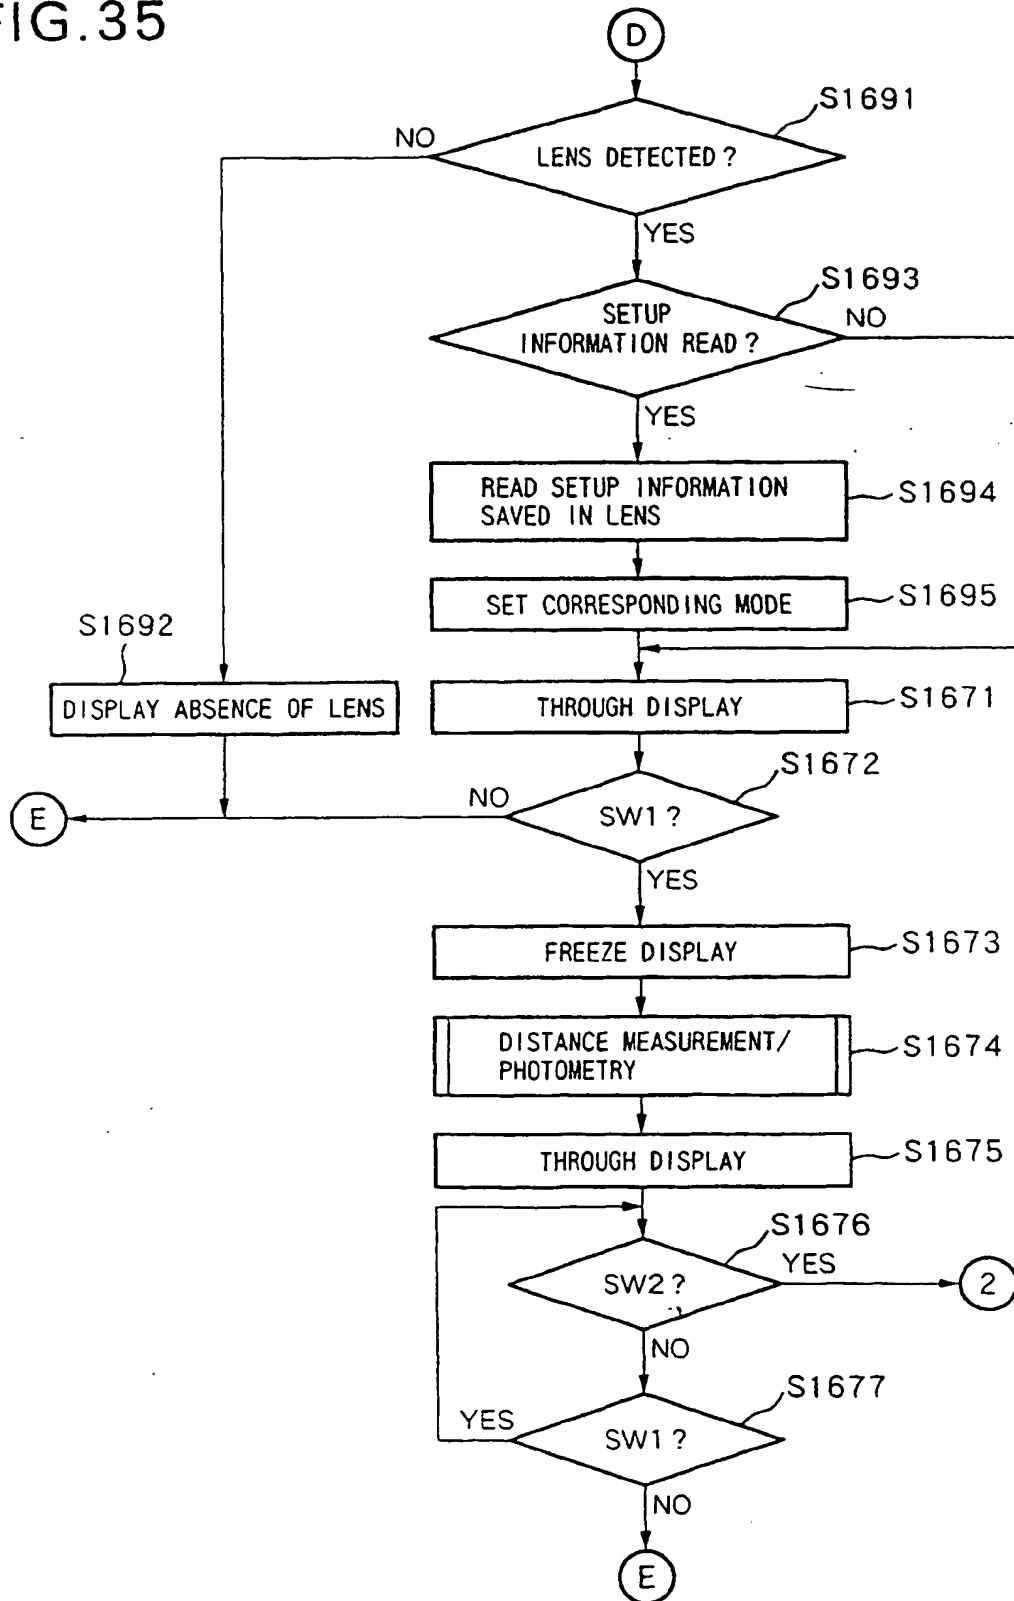 FIG.35
D
S1691
NO
LENS DETECTED?
YES
S1693
SETUP
INFORMATION READ?
NO
YES
READ SETUP INFORMATION
SAVED IN LENS
S1694
SET CORRESPONDING MODE
S1695
S1692
DISPLAY ABSENCE OF LENS
THROUGH DISPLAY
S1671
S1672
E
NO
SW1?
YES
FREEZE DISPLAY
S1673
DISTANCE MEASUREMENT/
PHOTOMETRY
S1674
THROUGH DISPLAY
S1675
S1676
SW2?
YES
2
NO
S1677
YES
SW1?
NO
E